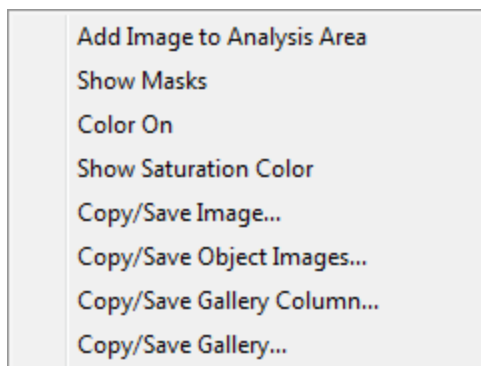 Add Image to Analysis Area
Show Masks
Color On
Show Saturation Color
Copy/Save Image...
Copy/Save Object Images...
Copy/Save Gallery Column...
Copy/Save Gallery...